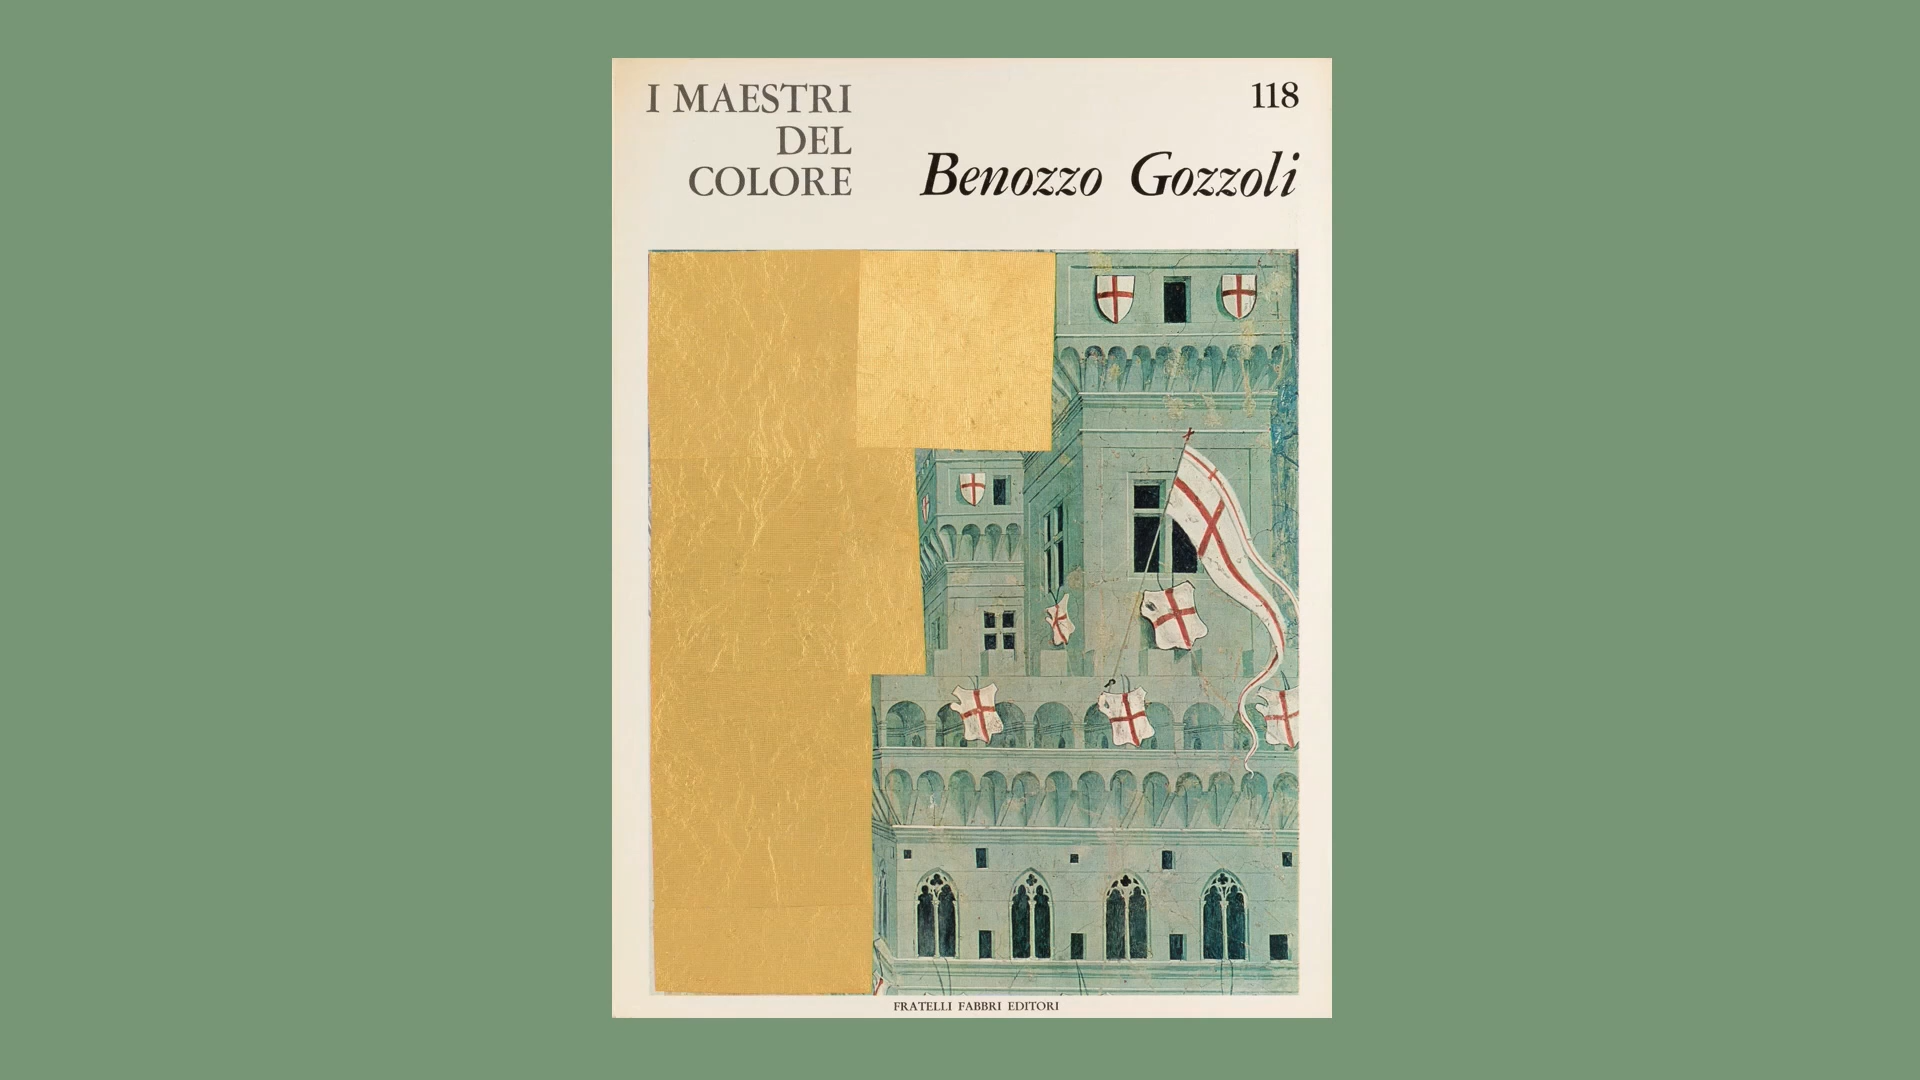 I MAESTRI
DEL
COLORE
118
Benozzo Gozzoli
FRATELLI FABBRI EDITORI